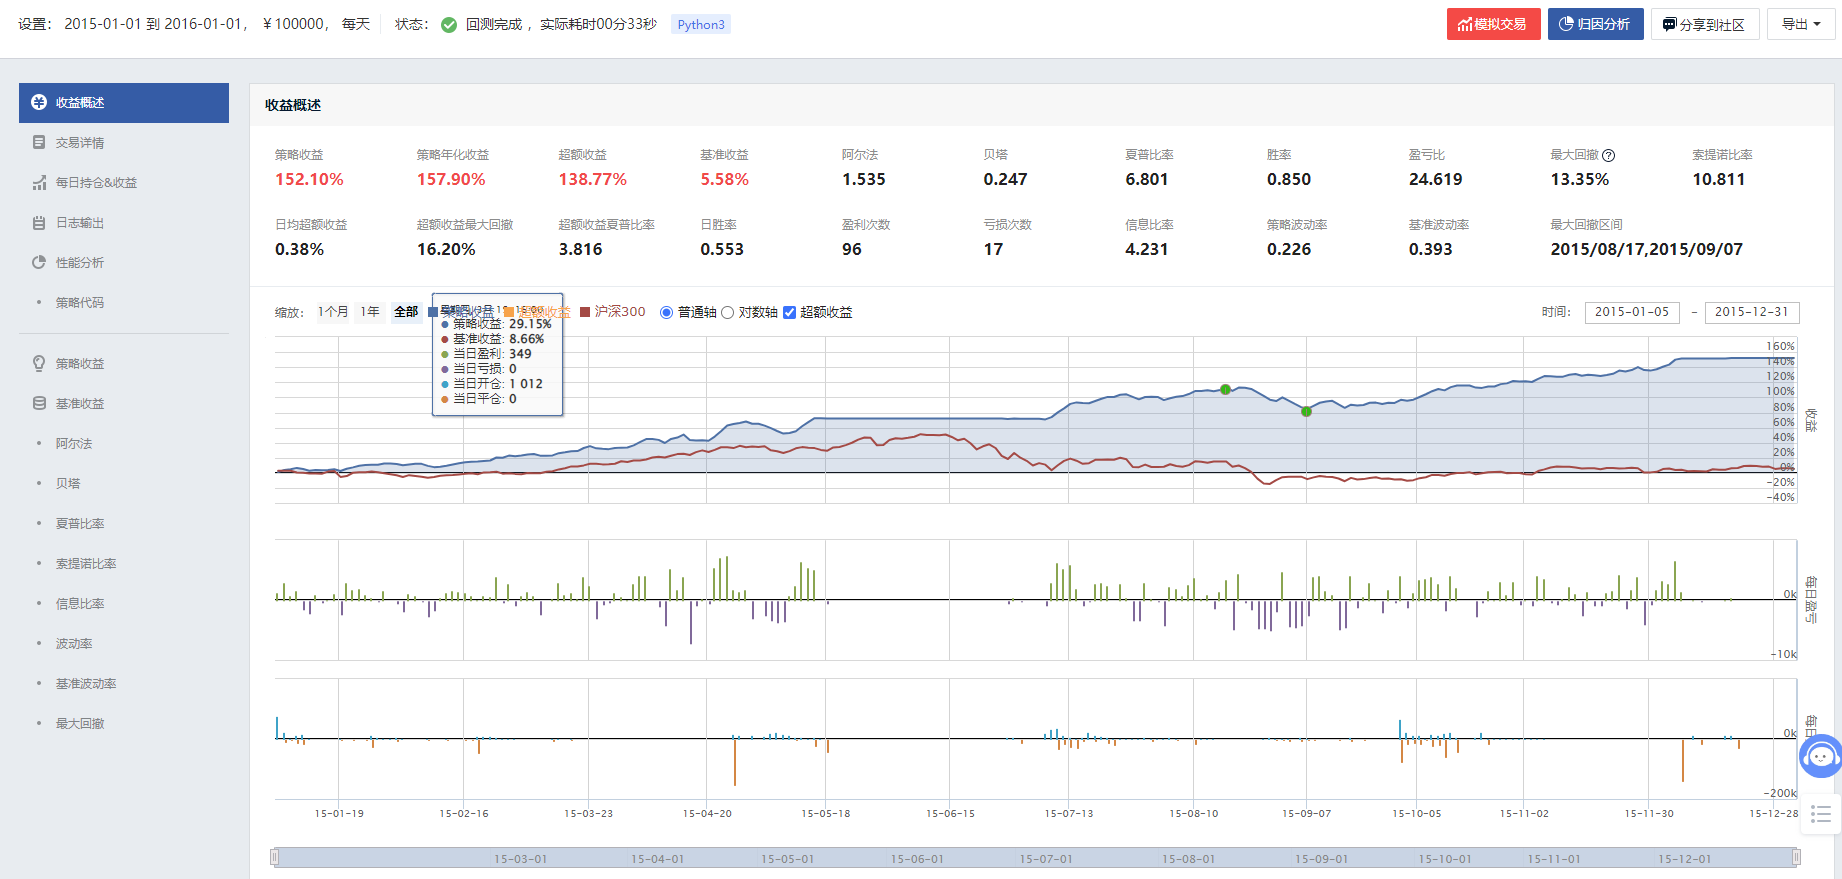 设置： 2015-01-01 到 2016-01-01， ￥100000， 每天 状态： 回测完成 ，实际耗时00分33秒 Python3 模拟交易 归因分析 分享到社区 导出
收益概述
交易详情
每日持仓&收益
日志输出
性能分析
策略代码
策略收益
基准收益
阿尔法
贝塔
夏普比率
索提诺比率
信息比率
波动率
基准波动率
最大回撤
收益概述
策略收益 策略年化收益 超额收益 基准收益 阿尔法 贝塔 夏普比率 胜率 盈亏比 最大回撤 ? 索提诺比率
152.10% 157.90% 138.77% 5.58% 1.535 0.247 6.801 0.850 24.619 13.35% 10.811
日均超额收益 超额收益最大回撤 超额收益夏普比率 日胜率 盈利次数 亏损次数 信息比率 策略波动率 基准波动率 最大回撤区间
0.38% 16.20% 3.816 0.553 96 17 4.231 0.226 0.393 2015/08/17,2015/09/07
缩放： 1个月 1年 全部 策略收益 超额收益 沪深300 普通轴 对数轴 超额收益 时间： 2015-01-05 - 2015-12-31
策略收益: 29.15%
基准收益: 8.66%
当日盈利: 349
当日亏损: 0
当日开仓: 1 012
当日平仓: 0
160%
140%
120%
100%
80%
60%
40%
20%
0%
-20%
-40%
收益
0k
-10k
每日盈亏
0k
-200k
每日
15-01-19 15-02-16 15-03-23 15-04-20 15-05-18 15-06-15 15-07-13 15-08-10 15-09-07 15-10-05 15-11-02 15-11-30 15-12-28
15-03-01 15-04-01 15-05-01 15-06-01 15-07-01 15-08-01 15-09-01 15-10-01 15-11-01 15-12-01